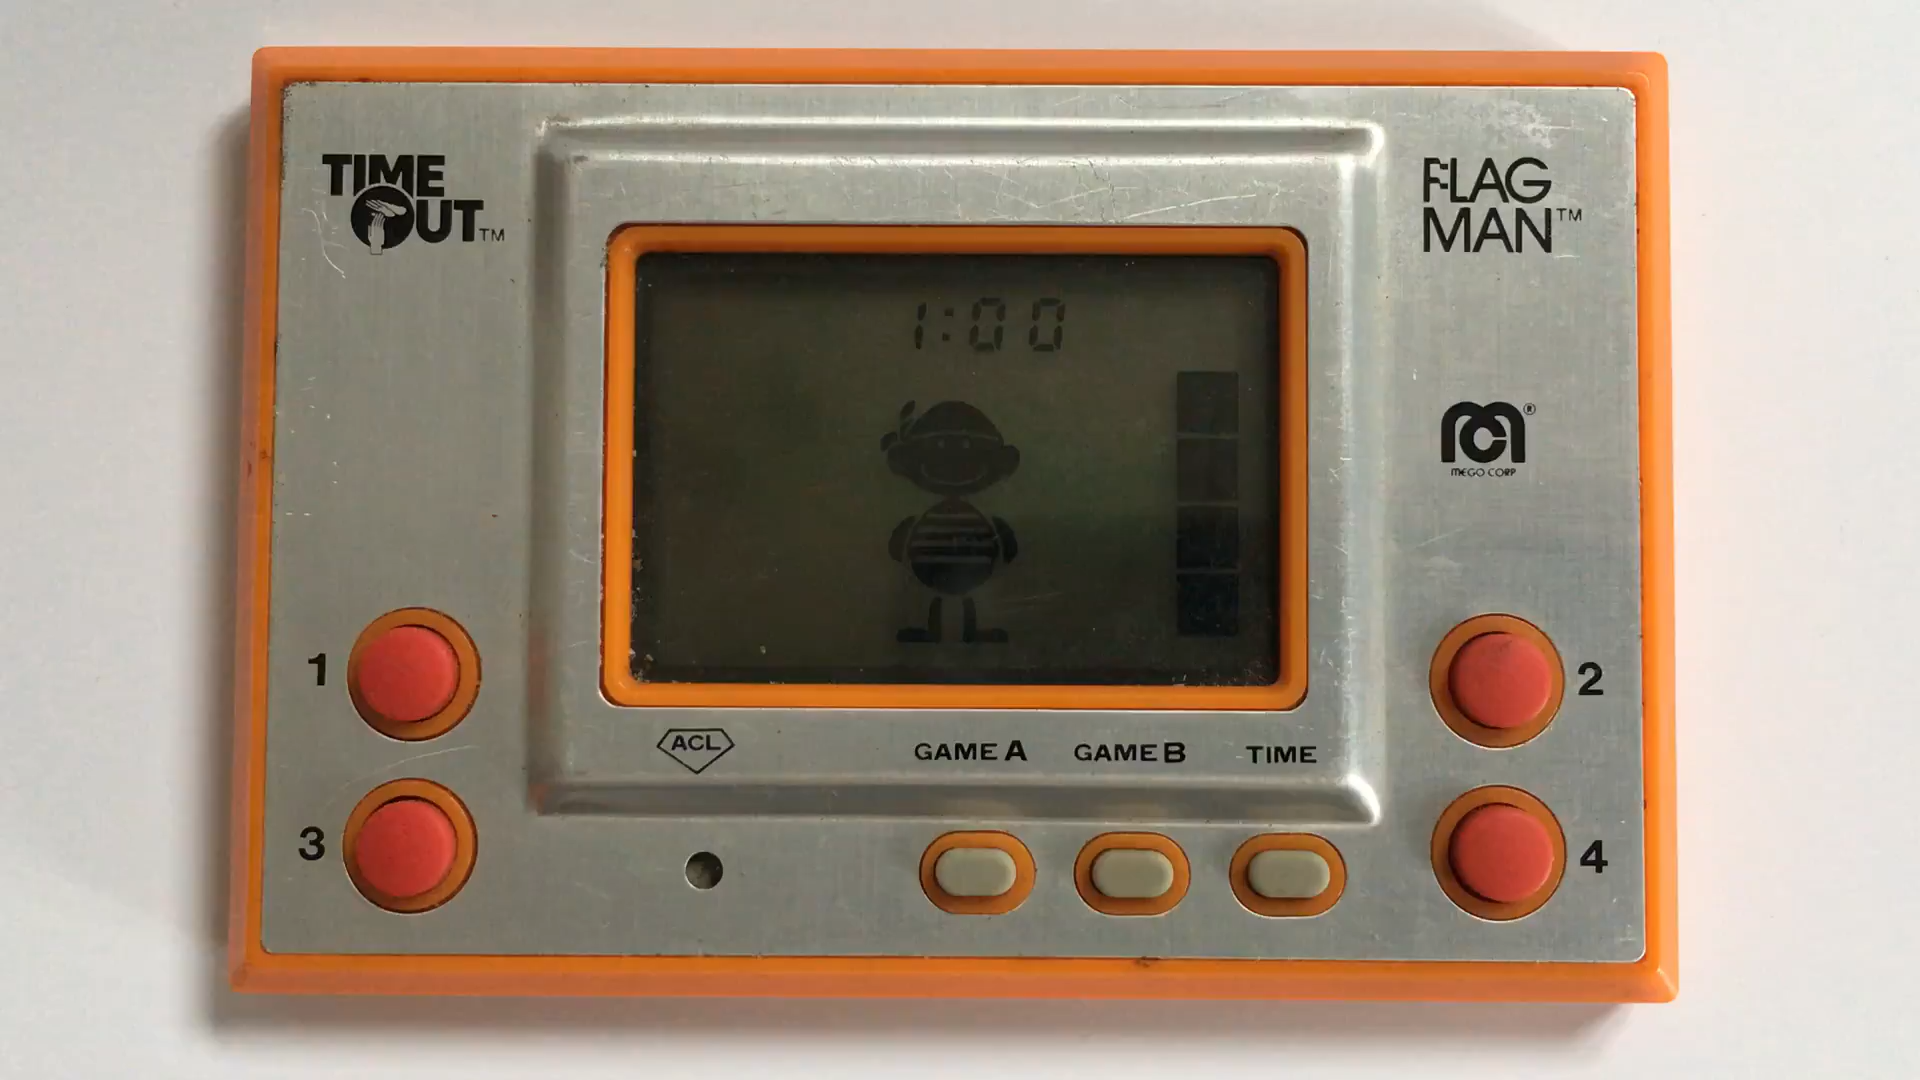 TIME
OUT™
FLAG
MAN™
1:00
MEGO CORP ®
1
2
ACL
GAME A
GAME B
TIME
3
4